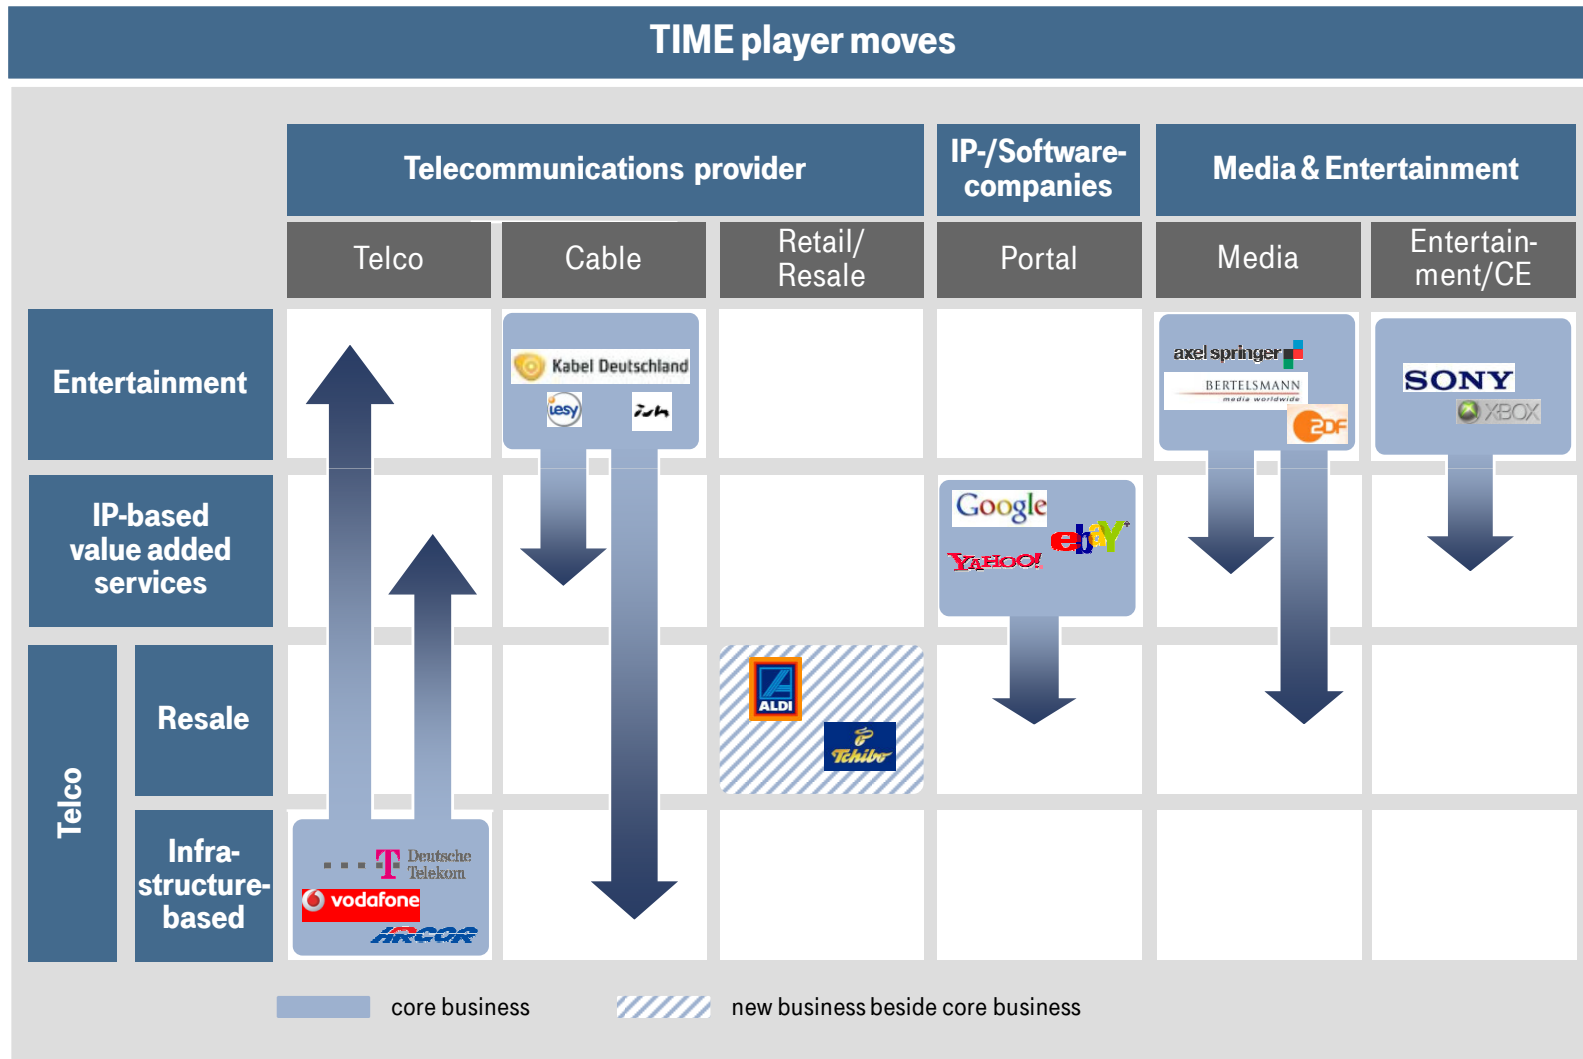 TIME player moves
Telecommunications provider
IP-/Software-
companies
Media & Entertainment
Telco
Cable
Retail/
Resale
Portal
Media
Entertain-
ment/CE
Entertainment
Kabel Deutschland
iesy
ish
axel springer
BERTELSMANN
media worldwide
ZDF
SONY
XBOX
IP-based
value added
services
Google
ebay
YAHOO!
Telco
Resale
ALDI
Tchibo
Infra-
structure-
based
T Deutsche
Telekom
vodafone
ARCOR
core business
new business beside core business